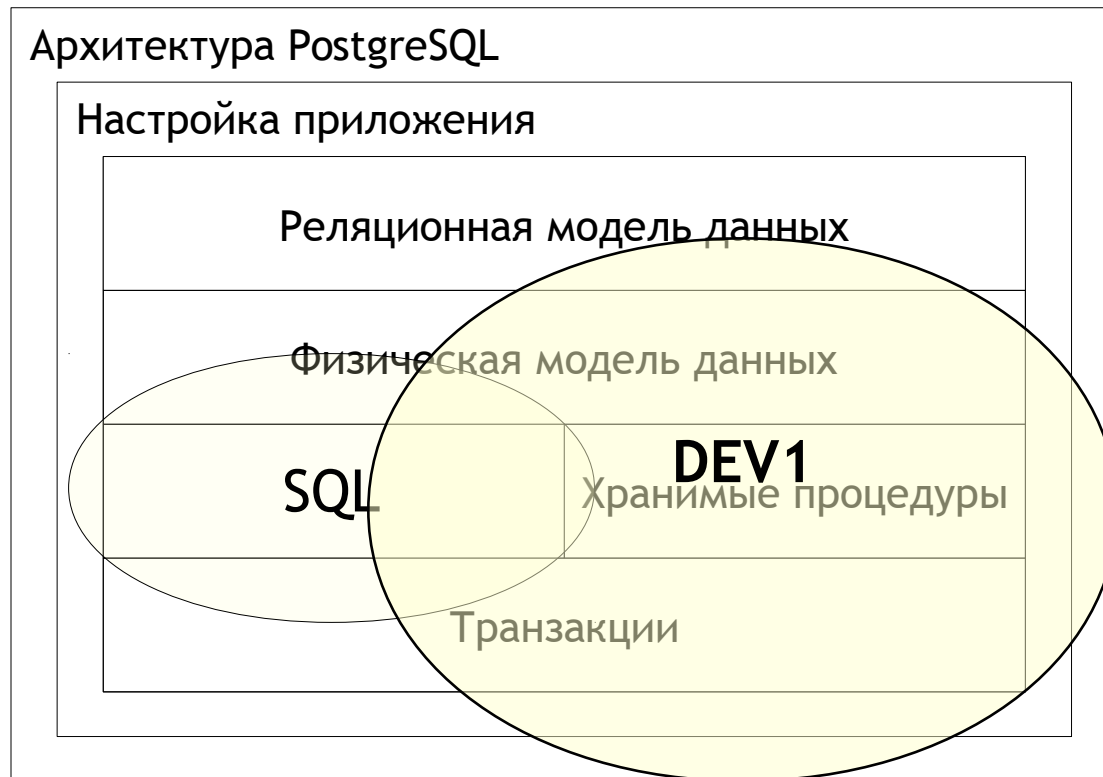 Архитектура PostgreSQL
Настройка приложения
Реляционная модель данных
Физическая модель данных
SQL
DEV1
Хранимые процедуры
Транзакции